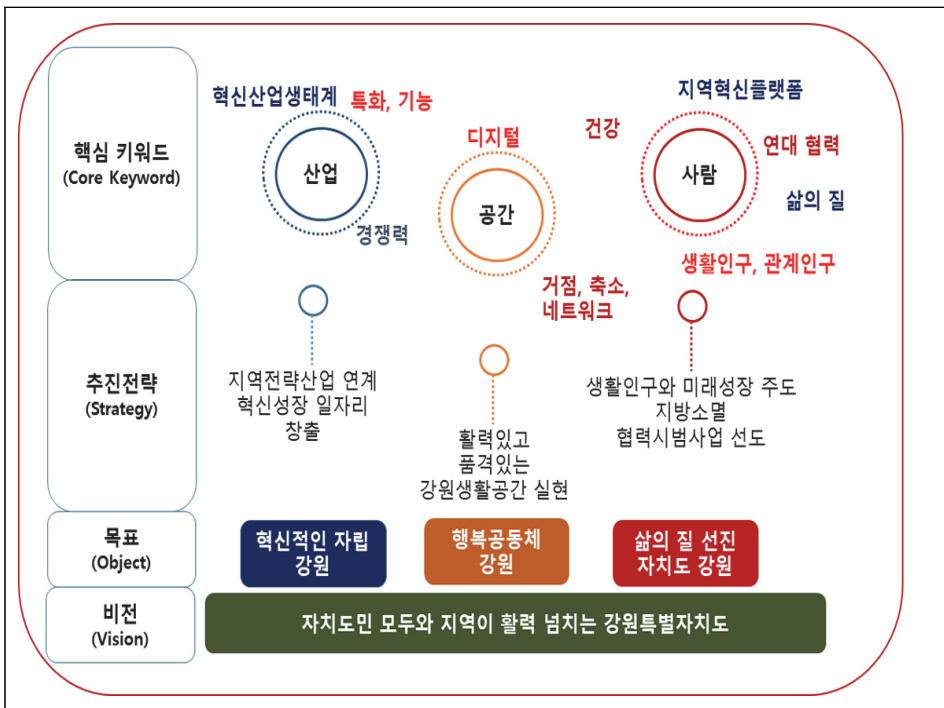 핵심 키워드
(Core Keyword)
혁신산업생태계
특화, 기능
산업
경쟁력
디지털
공간
거점, 축소,
네트워크
지역혁신플랫폼
건강
연대 협력
사람
삶의 질
생활인구, 관계인구
추진전략
(Strategy)
지역전략산업 연계
혁신성장 일자리
창출
활력있고
품격있는
강원생활공간 실현
생활인구와 미래성장 주도
지방소멸
협력시범사업 선도
목표
(Object)
혁신적인 자립
강원
행복공동체
강원
삶의 질 선진
자치도 강원
비전
(Vision)
자치도민 모두와 지역이 활력 넘치는 강원특별자치도